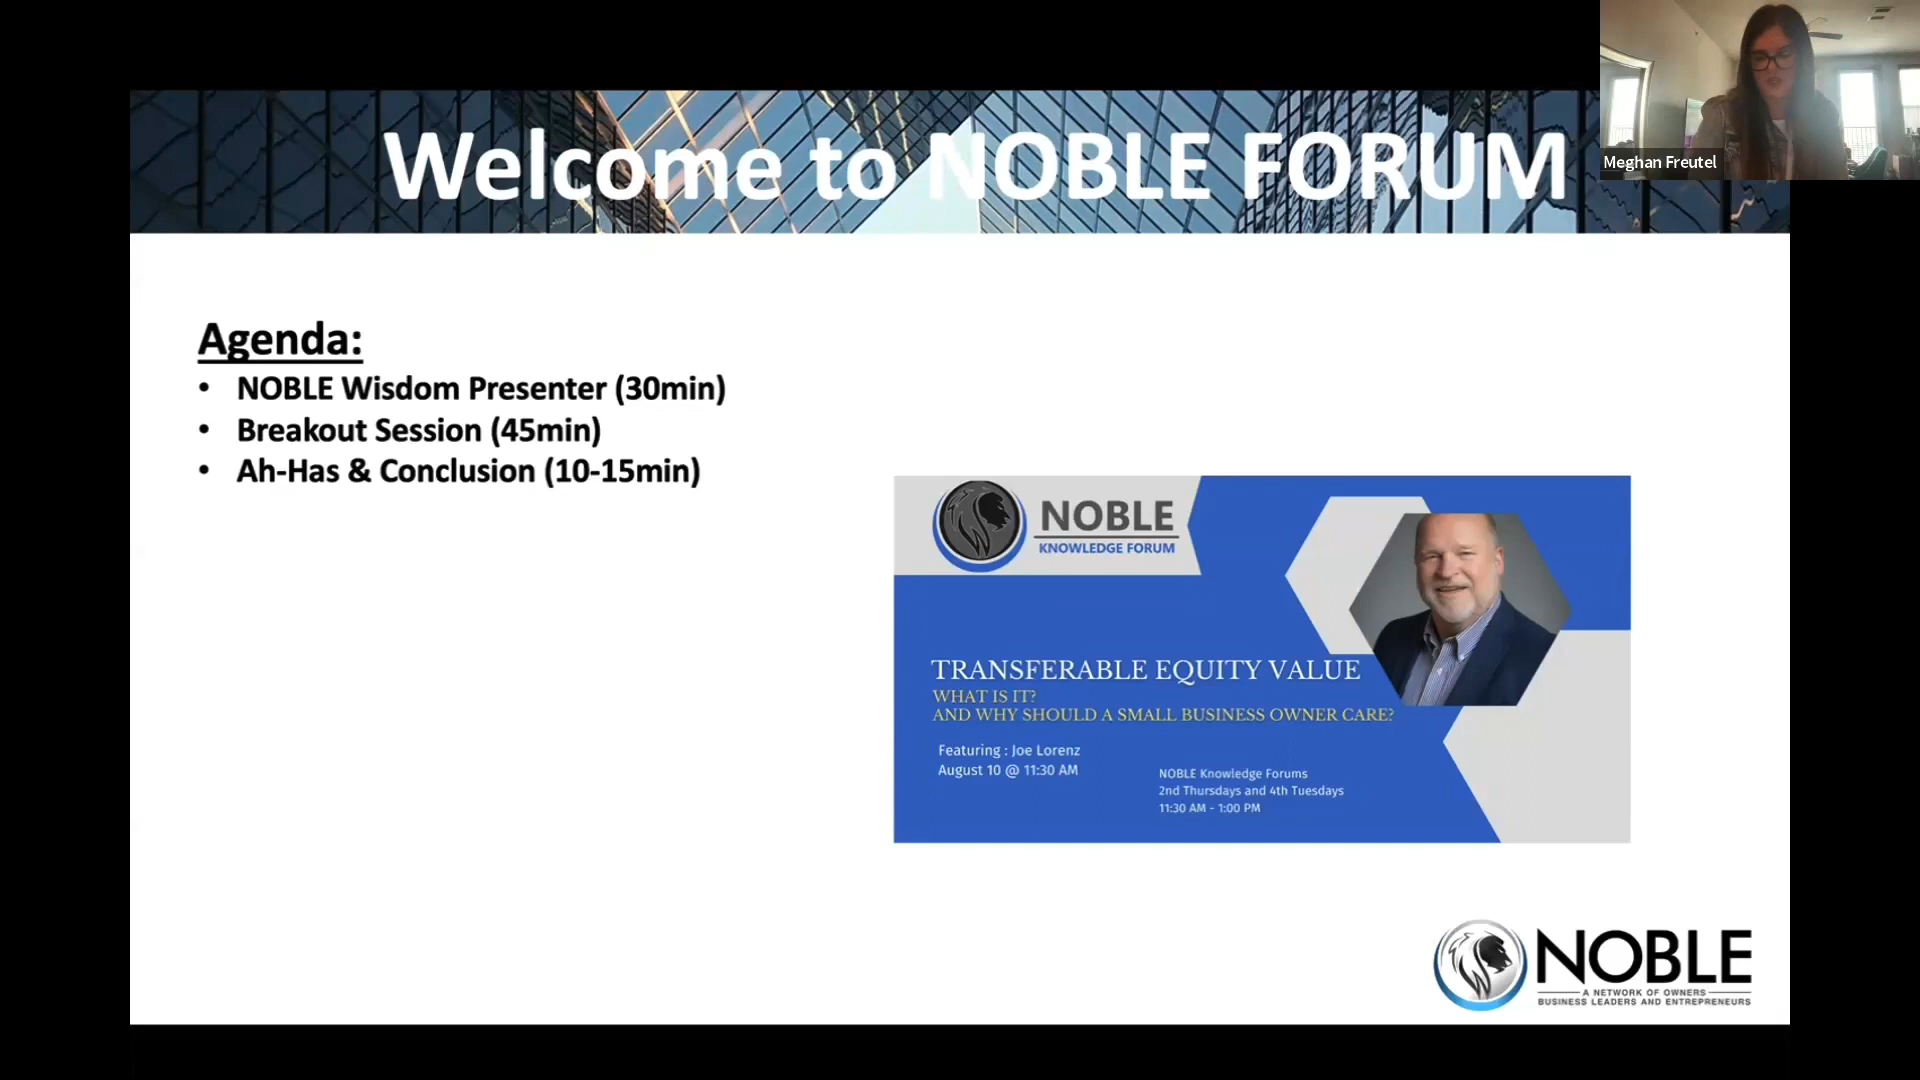 Welcome to NOBLE FORUM
Meghan Freutel
Agenda:
• NOBLE Wisdom Presenter (30min)
• Breakout Session (45min)
• Ah-Has & Conclusion (10-15min)
NOBLE
KNOWLEDGE FORUM
TRANSFERABLE EQUITY VALUE
WHAT IS IT?
AND WHY SHOULD A SMALL BUSINESS OWNER CARE?
Featuring : Joe Lorenz
August 10 @ 11:30 AM
NOBLE Knowledge Forums
2nd Thursdays and 4th Tuesdays
11:30 AM - 1:00 PM
NOBLE
A NETWORK OF OWNERS
BUSINESS LEADERS AND ENTREPRENEURS